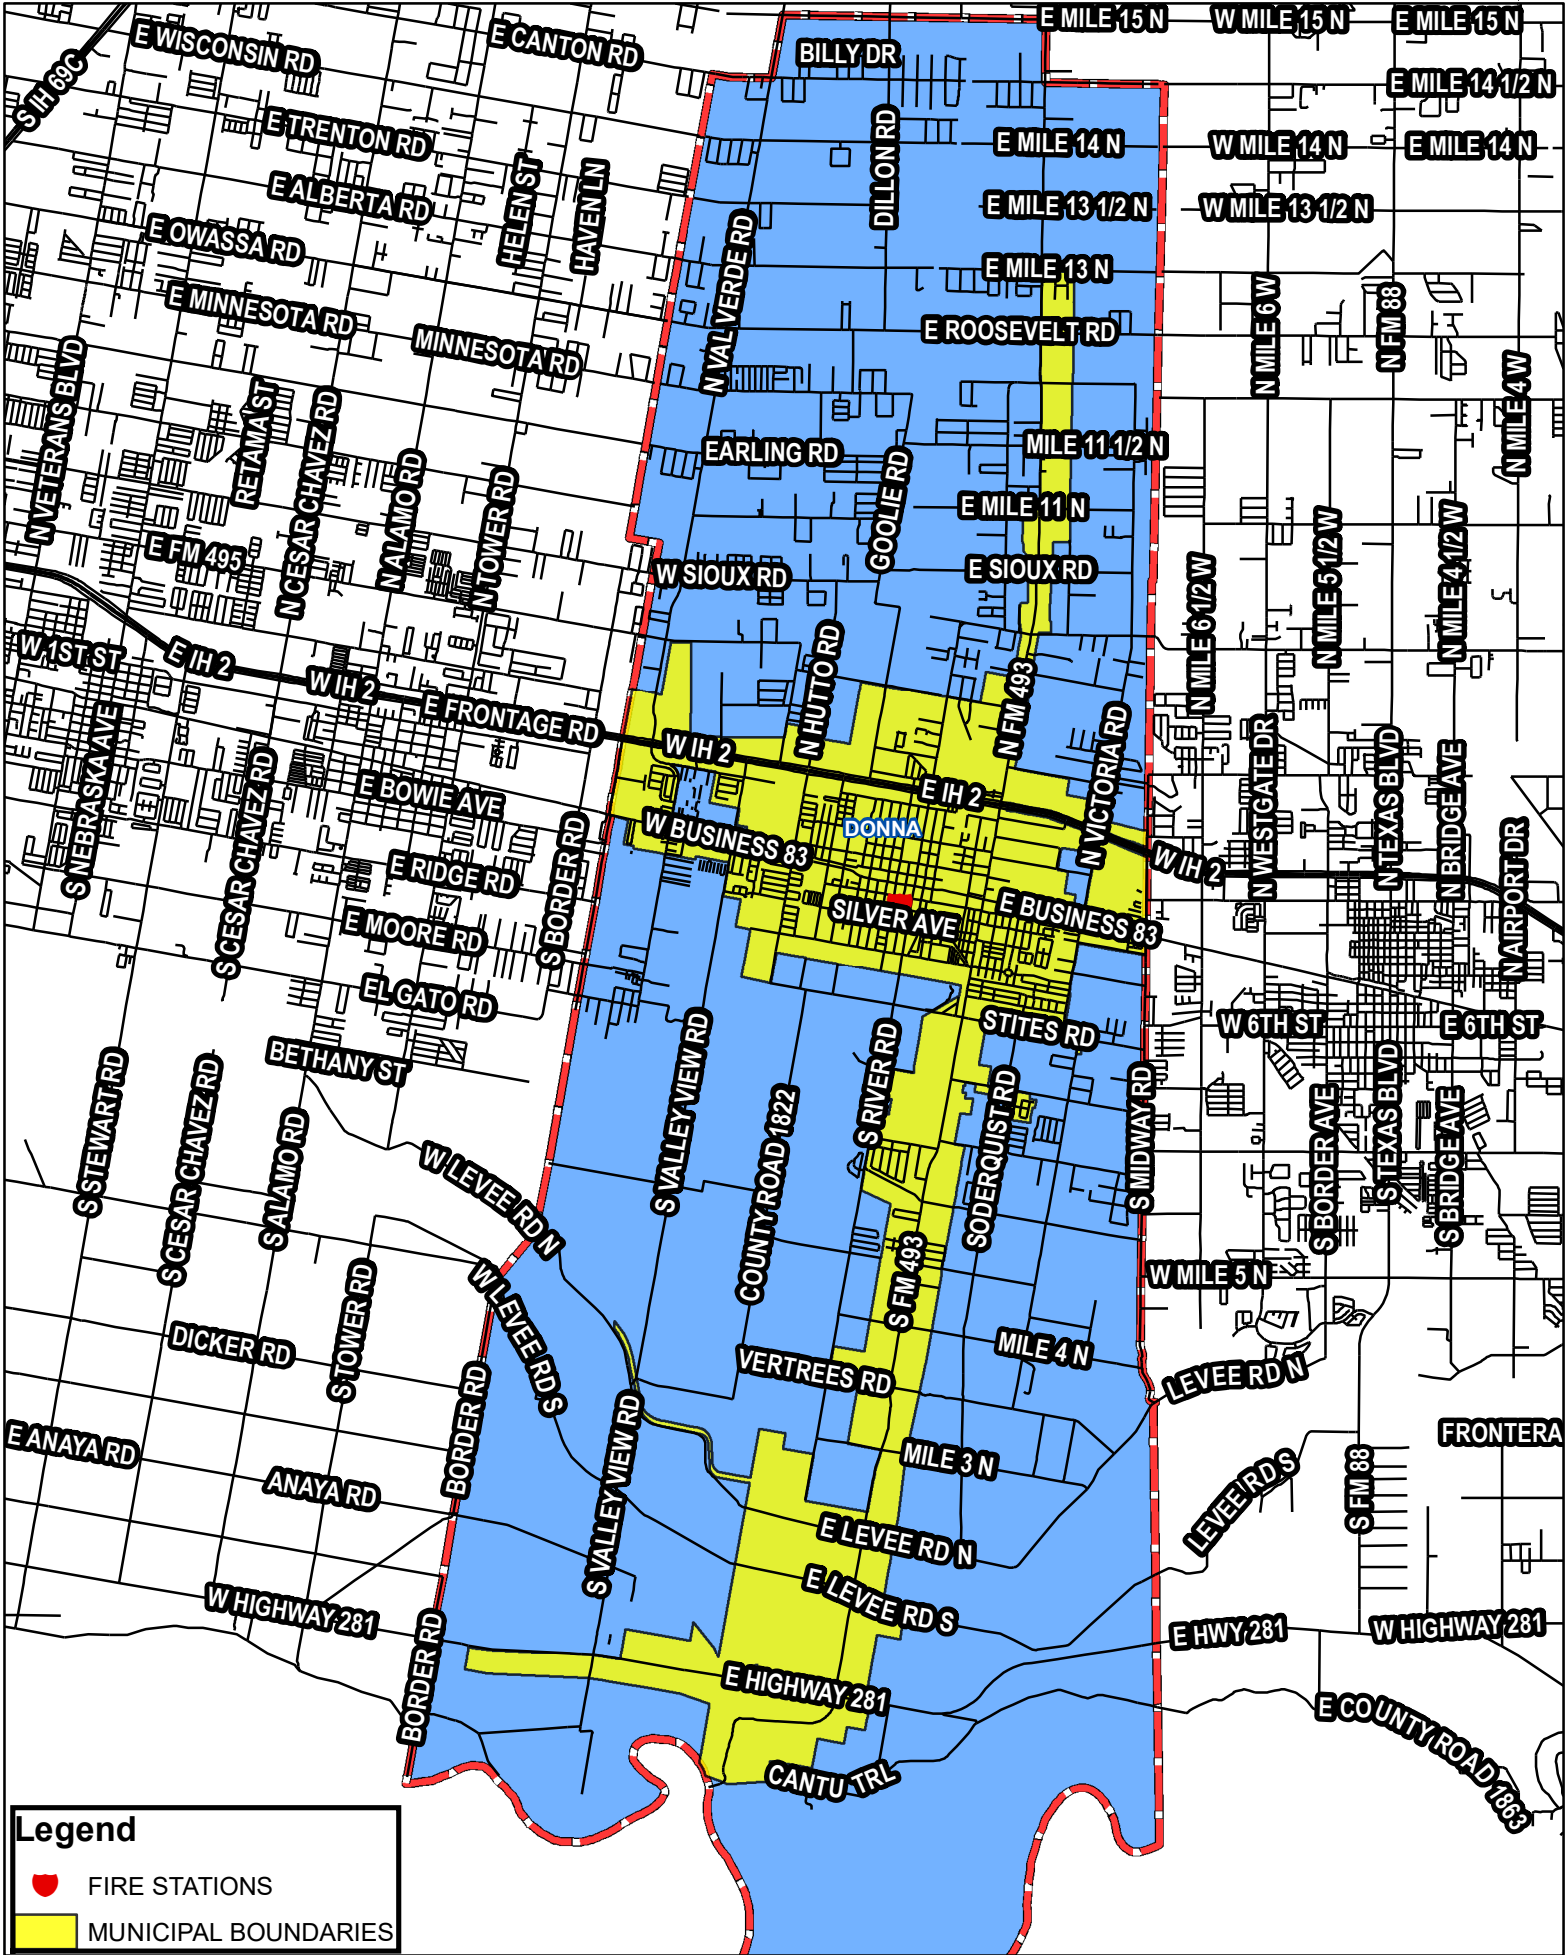 E MILE 15 N
W MILE 15 N
E MILE 15 N
E WISCONSIN RD
E CANTON RD
BILLY DR
S IH 69C
E MILE 14 1/2 N
E TRENTON RD
DILLON RD
E MILE 14 N
W MILE 14 N
E MILE 14 N
E ALBERTA RD
HELEN ST
HAVEN LN
E MILE 13 1/2 N
W MILE 13 1/2 N
E OWASSA RD
N VAL VERDE RD
E MILE 13 N
E MINNESOTA RD
MINNESOTA RD
E ROOSEVELT RD
N MILE 6 W
N FM 88
N VETERANS BLVD
RETAMA ST
N CESAR CHAVEZ RD
N ALAMO RD
N TOWER RD
EARLING RD
GOOLIE RD
MILE 11 1/2 N
N MILE 4 W
E MILE 11 N
E FM 495
W SIOUX RD
E SIOUX RD
N MILE 6 1/2 W
N MILE 5 1/2 W
N MILE 4 1/2 W
W 1ST ST
E IH 2
W IH 2
E FRONTAGE RD
N HUTTO RD
N FM 493
W IH 2
E IH 2
N VICTORIA RD
N WESTGATE DR
N TEXAS BLVD
N BRIDGE AVE
S NEBRASKA AVE
S CESAR CHAVEZ RD
E BOWIE AVE
DONNA
W BUSINESS 83
W IH 2
N AIRPORT DR
E RIDGE RD
S BORDER RD
E MOORE RD
SILVER AVE
E BUSINESS 83
EL GATO RD
STITES RD
W 6TH ST
E 6TH ST
BETHANY ST
S VALLEY VIEW RD
S RIVER RD
S STEWART RD
S CESAR CHAVEZ RD
S ALAMO RD
COUNTY ROAD 1822
SODERQUIST RD
S MIDWAY RD
S BORDER AVE
S TEXAS BLVD
S BRIDGE AVE
W LEVEE RD N
S FM 493
W MILE 5 N
W LEVEE RD S
S TOWER RD
DICKER RD
VERTREES RD
MILE 4 N
LEVEE RD N
BORDER RD
S VALLEY VIEW RD
E ANAYA RD
ANAYA RD
MILE 3 N
FRONTERA
LEVEE RD S
S FM 88
E LEVEE RD N
E LEVEE RD S
W HIGHWAY 281
E HWY 281
W HIGHWAY 281
BORDER RD
E HIGHWAY 281
E COUNTY ROAD 1863
CANTU TRL
Legend
FIRE STATIONS
MUNICIPAL BOUNDARIES